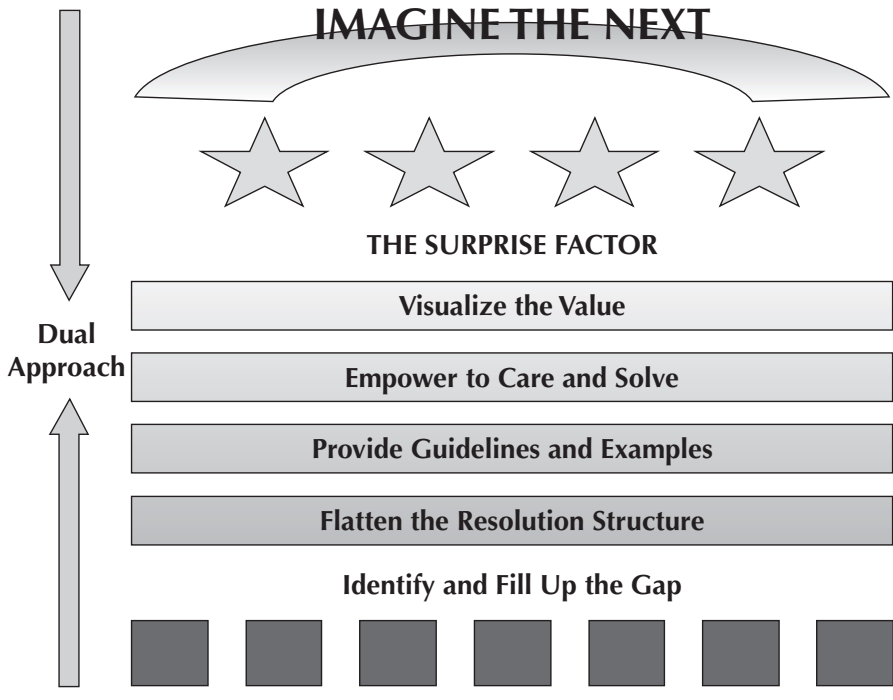 IMAGINE THE NEXT
THE SURPRISE FACTOR
Visualize the Value
Dual
Approach
Empower to Care and Solve
Provide Guidelines and Examples
Flatten the Resolution Structure
Identify and Fill Up the Gap